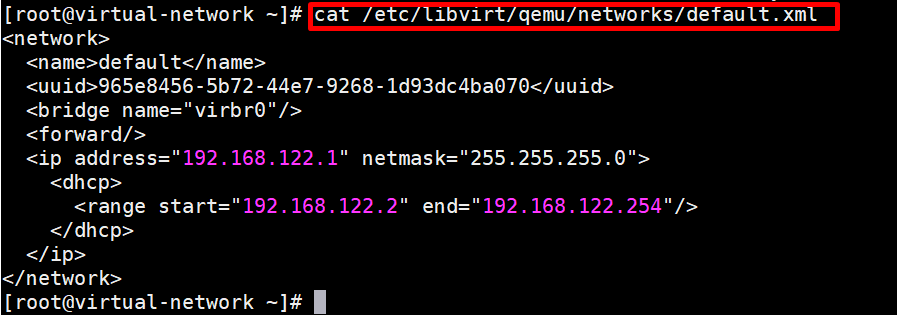 [root@virtual-network ~]# cat /etc/libvirt/qemu/networks/default.xml
<network>
  <name>default</name>
  <uuid>965e8456-5b72-44e7-9268-1d93dc4ba070</uuid>
  <bridge name="virbr0"/>
  <forward/>
  <ip address="192.168.122.1" netmask="255.255.255.0">
    <dhcp>
      <range start="192.168.122.2" end="192.168.122.254"/>
    </dhcp>
  </ip>
</network>
[root@virtual-network ~]#